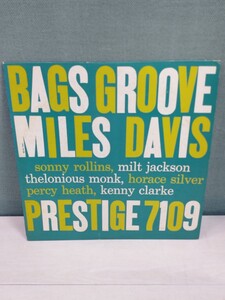 BAGS GROOVE
MILES DAVIS
sonny rollins, milt jackson
thelonious monk, horace silver
percy heath, kenny clarke
PRESTIGE 7109